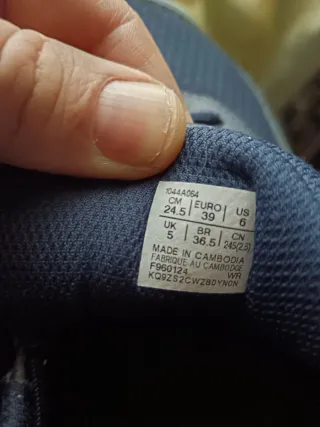 1044A064
CM EURO US
24.5 39 6
UK BR CN
5 36.5 245(2.5)
MADE IN CAMBODIA
FABRIQUE AU CAMBODGE
F960124 WR
KQ9ZS2CWZ80YN0N